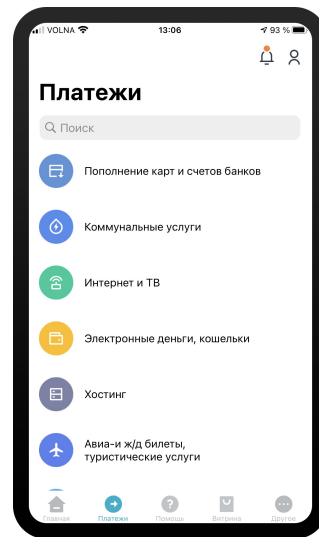 VOLNA 13:06 93 %
Платежи
Поиск
Пополнение карт и счетов банков
Коммунальные услуги
Интернет и ТВ
Электронные деньги, кошельки
Хостинг
Авиа-и ж/д билеты,
туристические услуги
Главная Платежи Помощь Витрина Другое